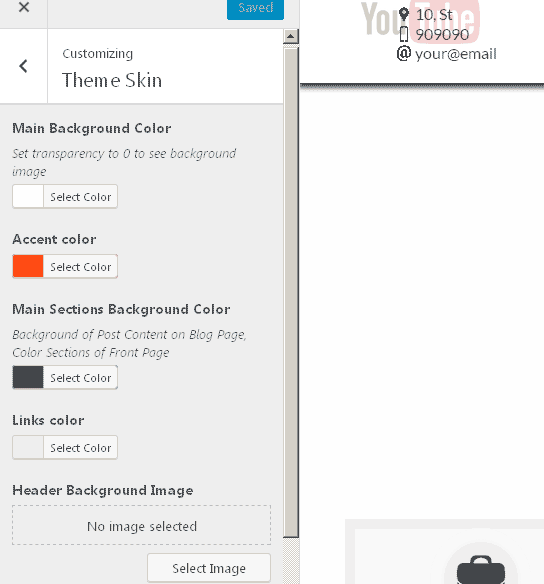 Saved
Customizing
Theme Skin
Main Background Color
Set transparency to 0 to see background
image
Select Color
Accent color
Select Color
Main Sections Background Color
Background of Post Content on Blog Page,
Color Sections of Front Page
Select Color
Links color
Select Color
Header Background Image
No image selected
Select Image
YouTube
10, St
909090
your@email